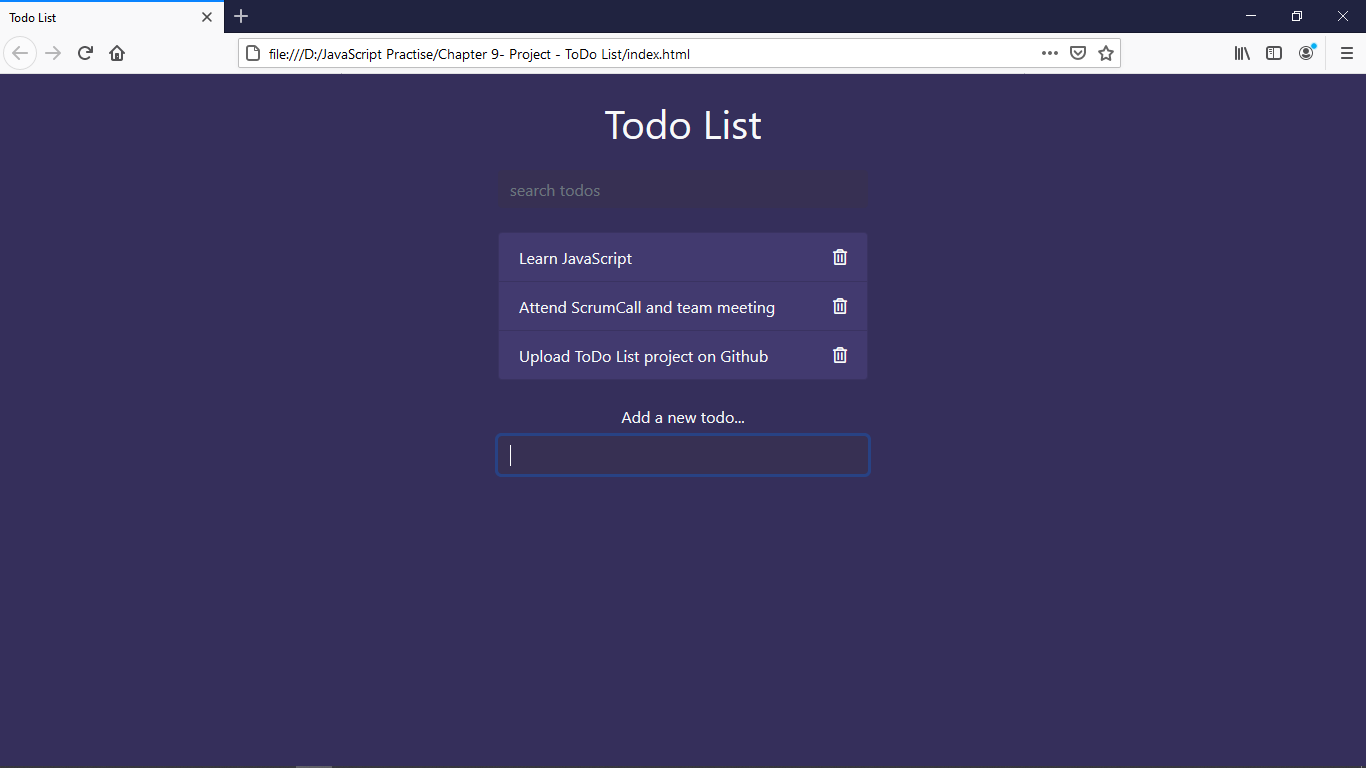 Todo List
file:///D:/JavaScript Practise/Chapter 9- Project - ToDo List/index.html
Todo List
search todos
Learn JavaScript
Attend ScrumCall and team meeting
Upload ToDo List project on Github
Add a new todo...